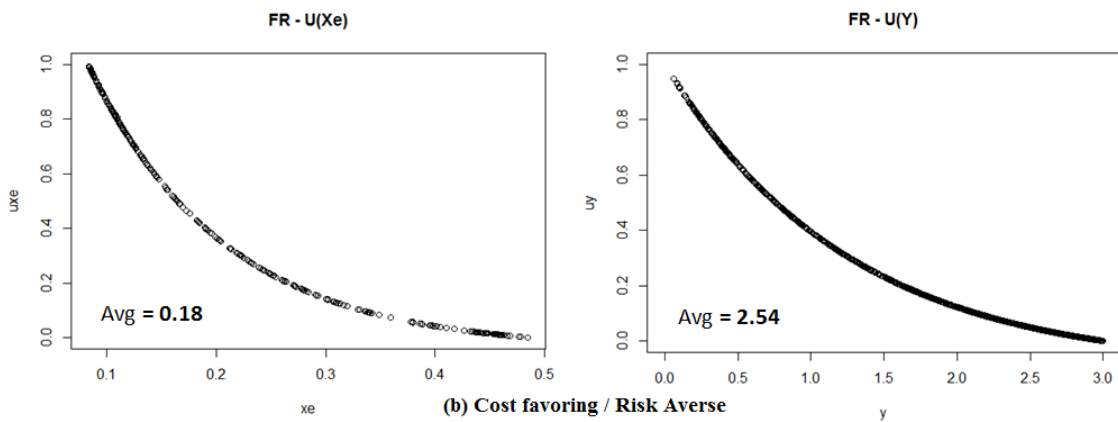 FR - U(Xe)
uxe
1.0
0.8
0.6
0.4
0.2
0.0
Avg = 0.18
0.1 0.2 0.3 0.4 0.5
xe
FR - U(Y)
uy
1.0
0.8
0.6
0.4
0.2
0.0
Avg = 2.54
0.0 0.5 1.0 1.5 2.0 2.5 3.0
y
(b) Cost favoring / Risk Averse